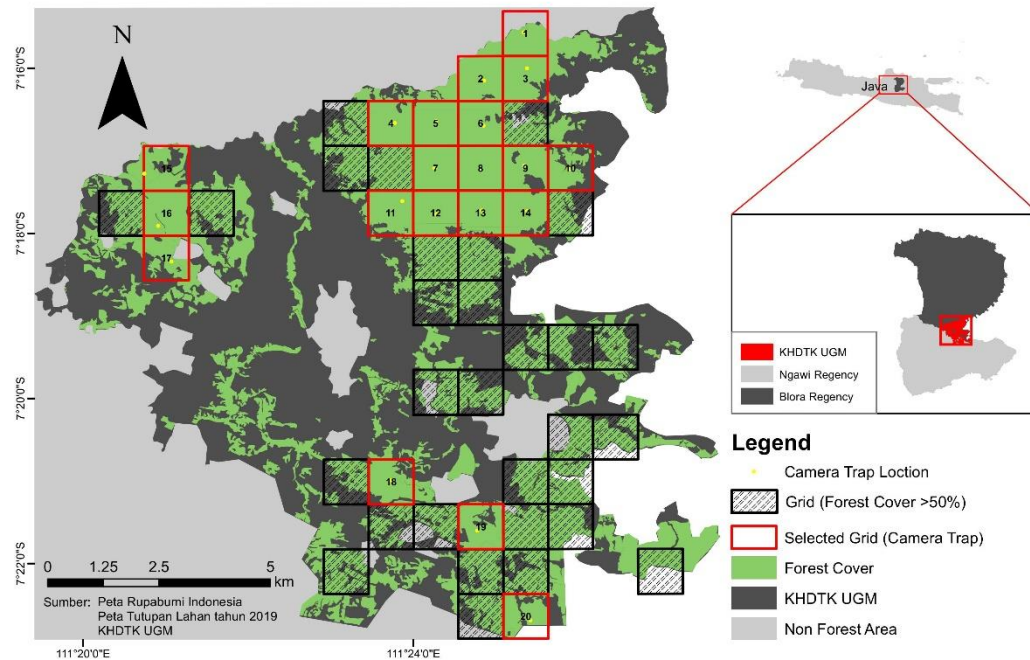 N
7°16'0"S
7°18'0"S
7°20'0"S
7°22'0"S
111°20'0"E
111°24'0"E
1
2
3
4
5
6
7
8
9
10
11
12
13
14
15
16
17
18
19
20
0 1.25 2.5 5
km
Sumber: Peta Rupabumi Indonesia
Peta Tutupan Lahan tahun 2019
KHDTK UGM
Java
KHDTK UGM
Ngawi Regency
Blora Regency
Legend
Camera Trap Loction
Grid (Forest Cover >50%)
Selected Grid (Camera Trap)
Forest Cover
KHDTK UGM
Non Forest Area